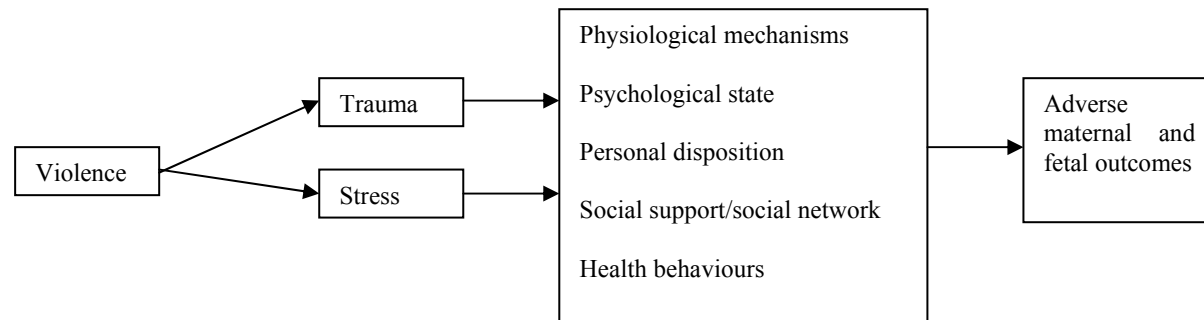 Violence
Trauma
Stress
Physiological mechanisms
Psychological state
Personal disposition
Social support/social network
Health behaviours
Adverse
maternal and
fetal outcomes